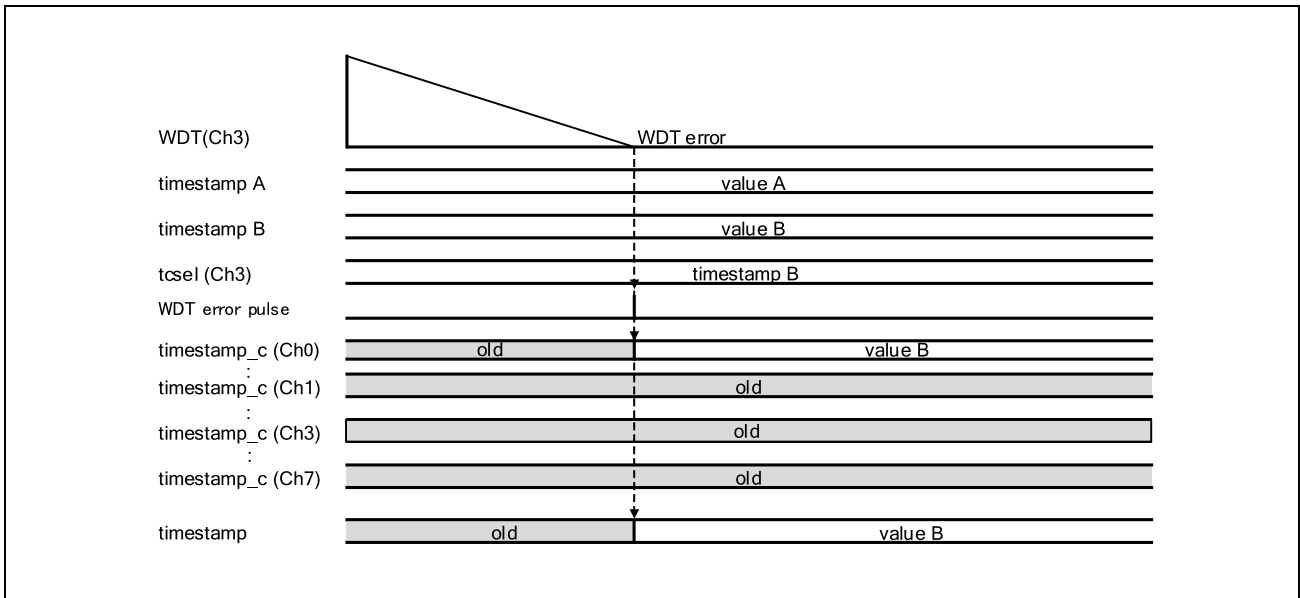 WDT(Ch3) WDT error
timestamp A value A
timestamp B value B
tcsel (Ch3) timestamp B
WDT error pulse
timestamp_c (Ch0) old value B
:
timestamp_c (Ch1) old
:
timestamp_c (Ch3) old
:
timestamp_c (Ch7) old
timestamp old value B